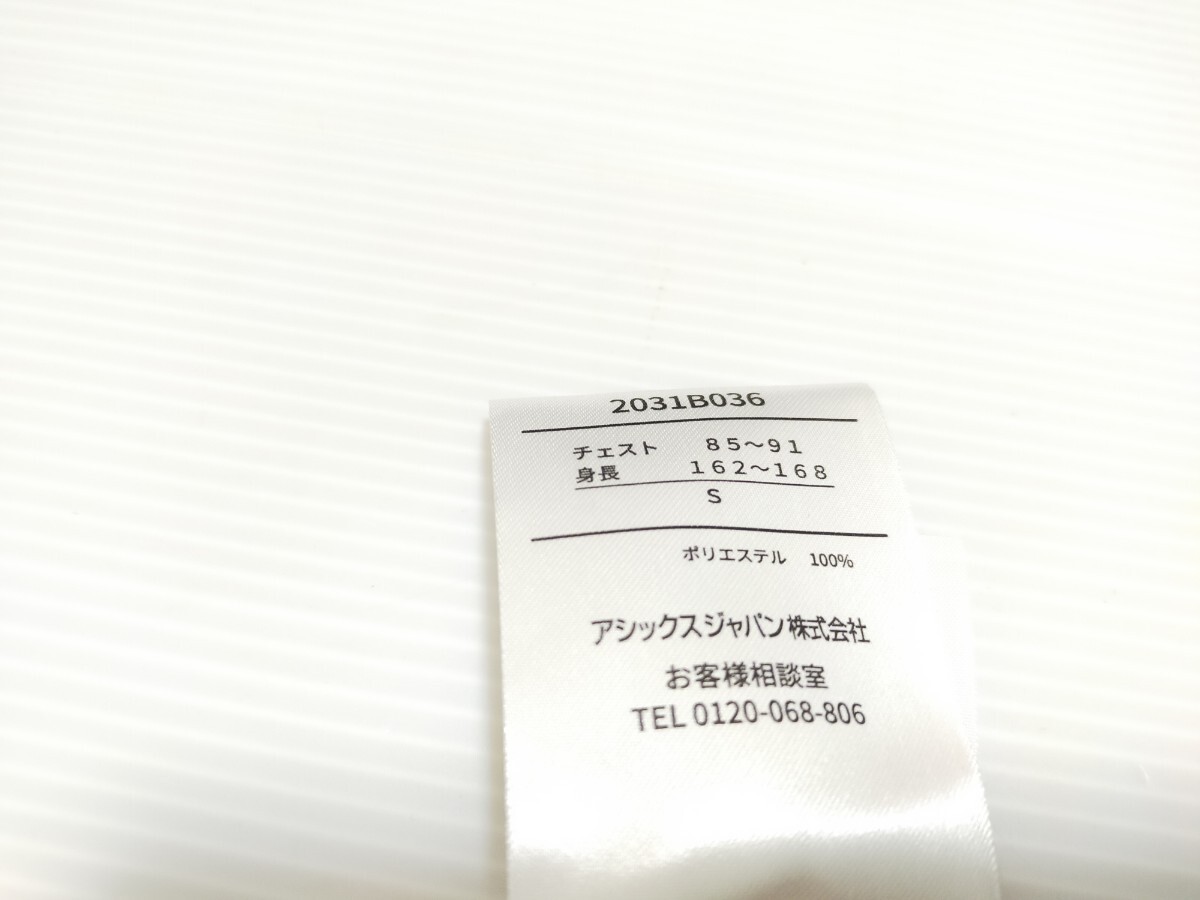 2031B036
チェスト 85〜91
身長 162〜168
S
ポリエステル 100%
アシックスジャパン株式会社
お客様相談室
TEL 0120-068-806